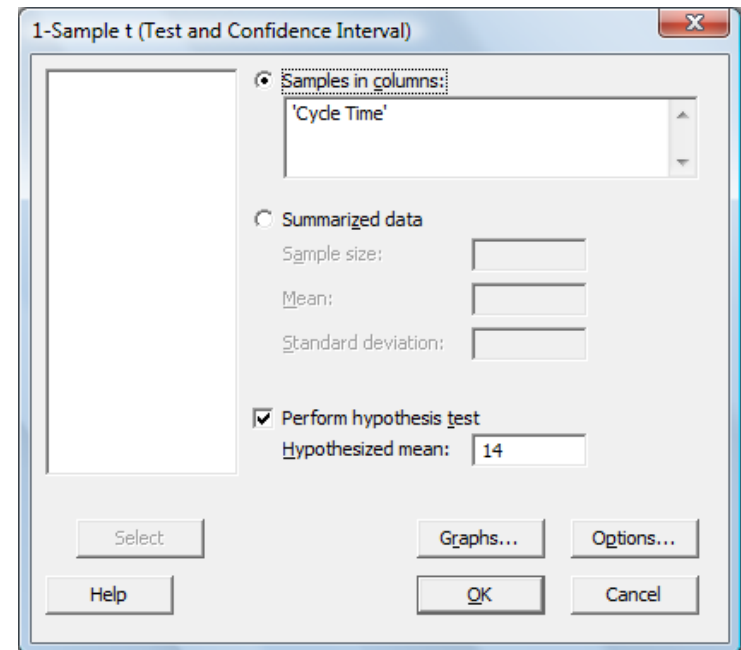 1-Sample t (Test and Confidence Interval)
Samples in columns:
'Cycle Time'
Summarized data
Sample size:
Mean:
Standard deviation:
Perform hypothesis test
Hypothesized mean: 14
Select
Graphs...
Options...
Help
OK
Cancel